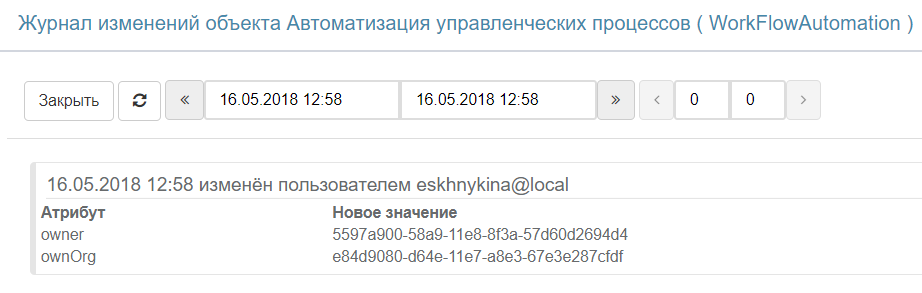 Журнал изменений объекта Автоматизация управленческих процессов ( WorkFlowAutomation )
Закрыть « 16.05.2018 12:58 16.05.2018 12:58 » < 0 0 >
16.05.2018 12:58 изменён пользователем eskhnykina@local
Атрибут Новое значение
owner 5597a900-58a9-11e8-8f3a-57d60d2694d4
ownOrg e84d9080-d64e-11e7-a8e3-67e3e287cfdf